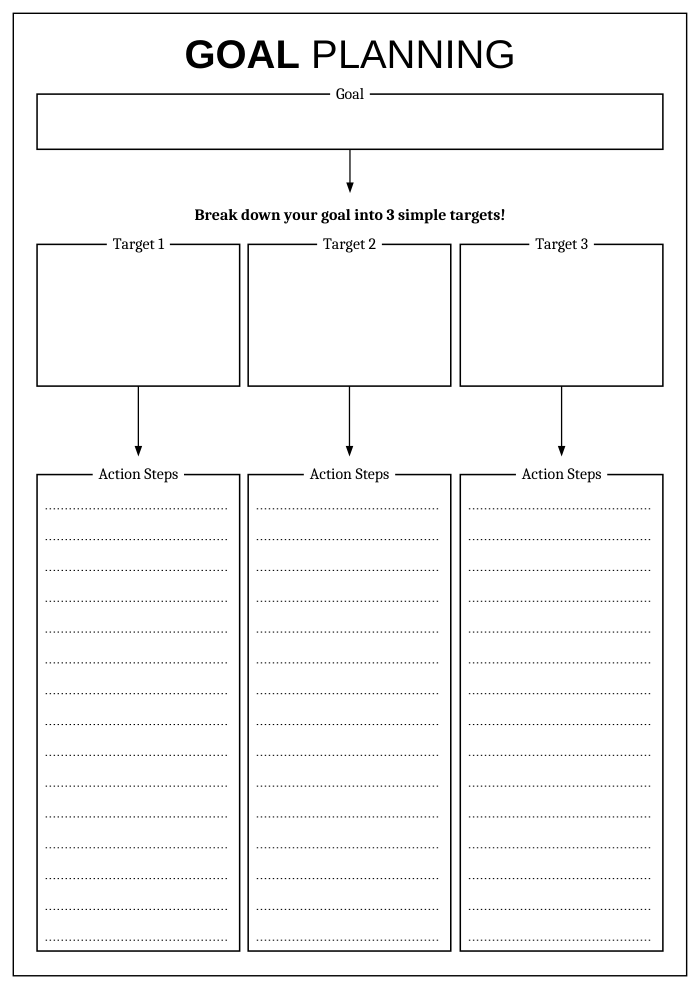 GOAL PLANNING
Goal
Break down your goal into 3 simple targets!
Target 1
Target 2
Target 3
Action Steps
Action Steps
Action Steps